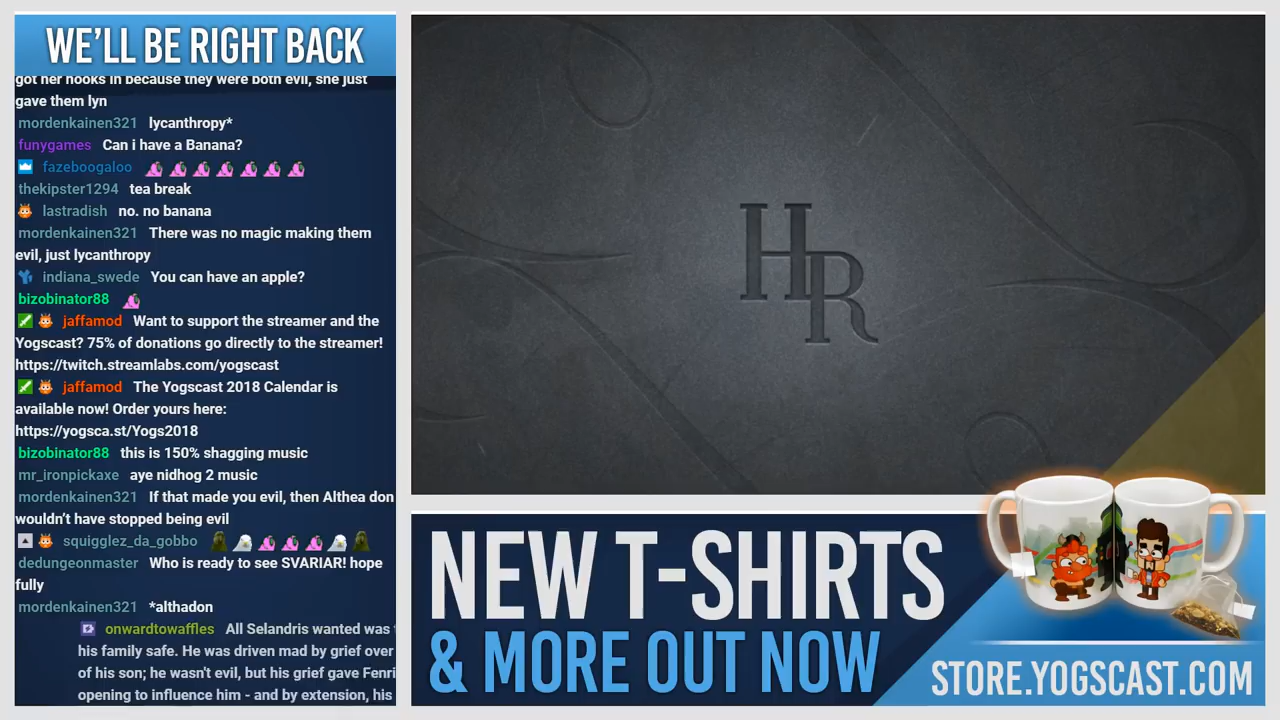 WE'LL BE RIGHT BACK
got her hooks in because they were both evil, she just
gave them lyn
mordenkainen321 lycanthropy*
funygames Can i have a Banana?
fazeboogaloo
thekipster1294 tea break
lastradish no. no banana
mordenkainen321 There was no magic making them
evil, just lycanthropy
indiana_swede You can have an apple?
bizobinator88
jaffamod Want to support the streamer and the
Yogscast? 75% of donations go directly to the streamer!
https://twitch.streamlabs.com/yogscast
jaffamod The Yogscast 2018 Calendar is
available now! Order yours here:
https://yogsca.st/Yogs2018
bizobinator88 this is 150% shagging music
mr_ironpickaxe aye nidhog 2 music
mordenkainen321 If that made you evil, then Althea don
wouldn't have stopped being evil
squigglez_da_gobbo
dedungeonmaster Who is ready to see SVARIAR! hope
fully
mordenkainen321 *althadon
onwardtowaffles All Selandris wanted was
his family safe. He was driven mad by grief over
of his son; he wasn't evil, but his grief gave Fenri
opening to influence him - and by extension, his
HR
NEW T-SHIRTS
& MORE OUT NOW
STORE.YOGSCAST.COM